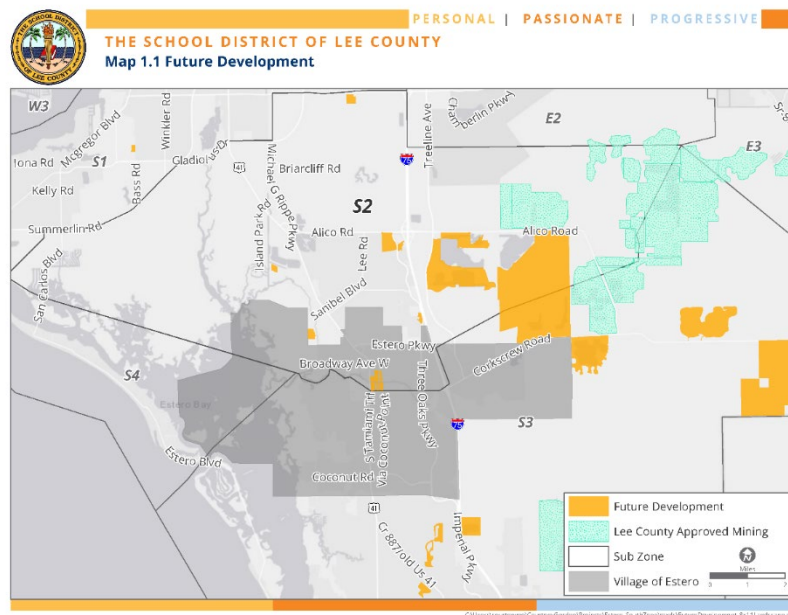 PERSONAL | PASSIONATE | PROGRESSIVE
THE SCHOOL DISTRICT OF LEE COUNTY
Map 1.1 Future Development
W3
Mcgregor Blvd
Winkler Rd
S1
Gladiolus Dr
Bass Rd
Kelly Rd
Summerlin Rd
San Carlos Blvd
41
Michael G Rippe Pkwy
Briarcliff Rd
Island Park Rd
S2
Alico Rd
Lee Rd
Sanibel Blvd
75
Treeline Ave
E2
E3
Alico Road
Estero Pkwy
Broadway Ave W
Corkscrew Road
S4
Estero Bay
Estero Blvd
S Tamiami Trl
Via Coconut Point
Three Oaks Pkwy
S3
75
Coconut Rd
41
Cr 887/old Us 41
Imperial Pkwy
Future Development
Lee County Approved Mining
Sub Zone
Village of Estero
N
Miles
0 1 2